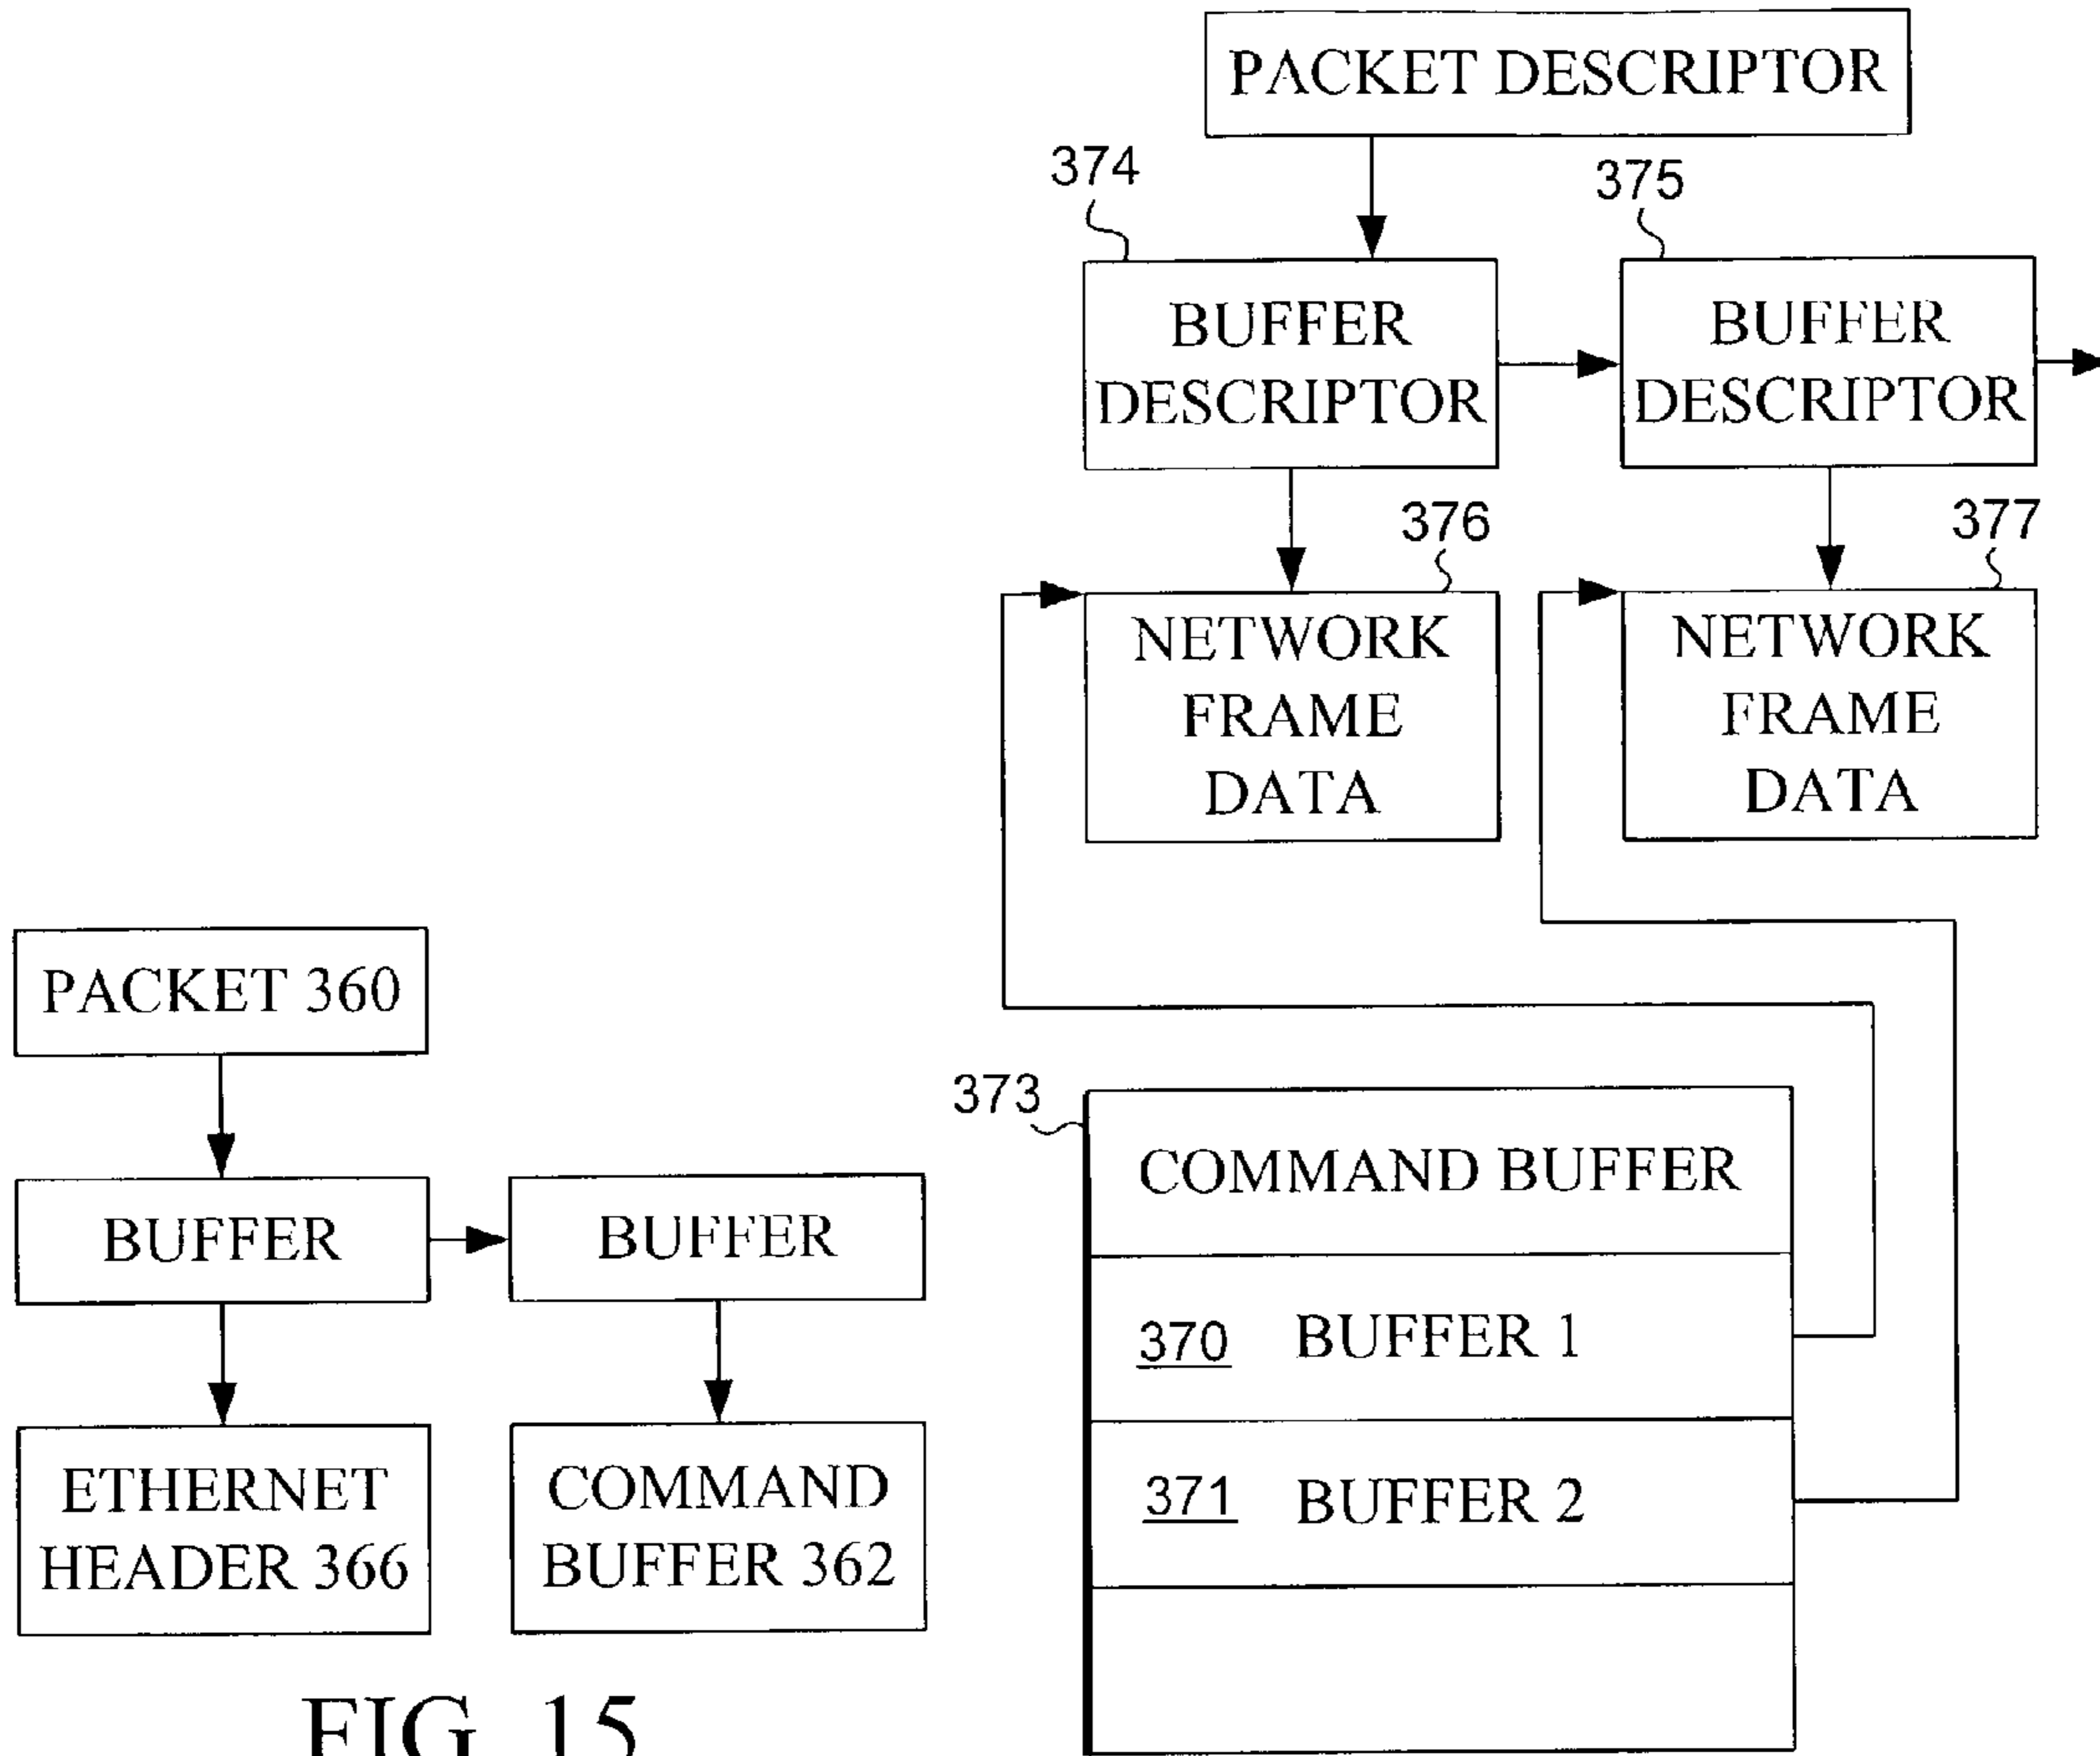 PACKET DESCRIPTOR
374
375
BUFFER
DESCRIPTOR
BUFFER
DESCRIPTOR
376
377
NETWORK
FRAME
DATA
NETWORK
FRAME
DATA
PACKET 360
BUFFER
BUFFER
ETHERNET
HEADER 366
COMMAND
BUFFER 362
FIG. 15
373
COMMAND BUFFER
370 BUFFER 1
371 BUFFER 2